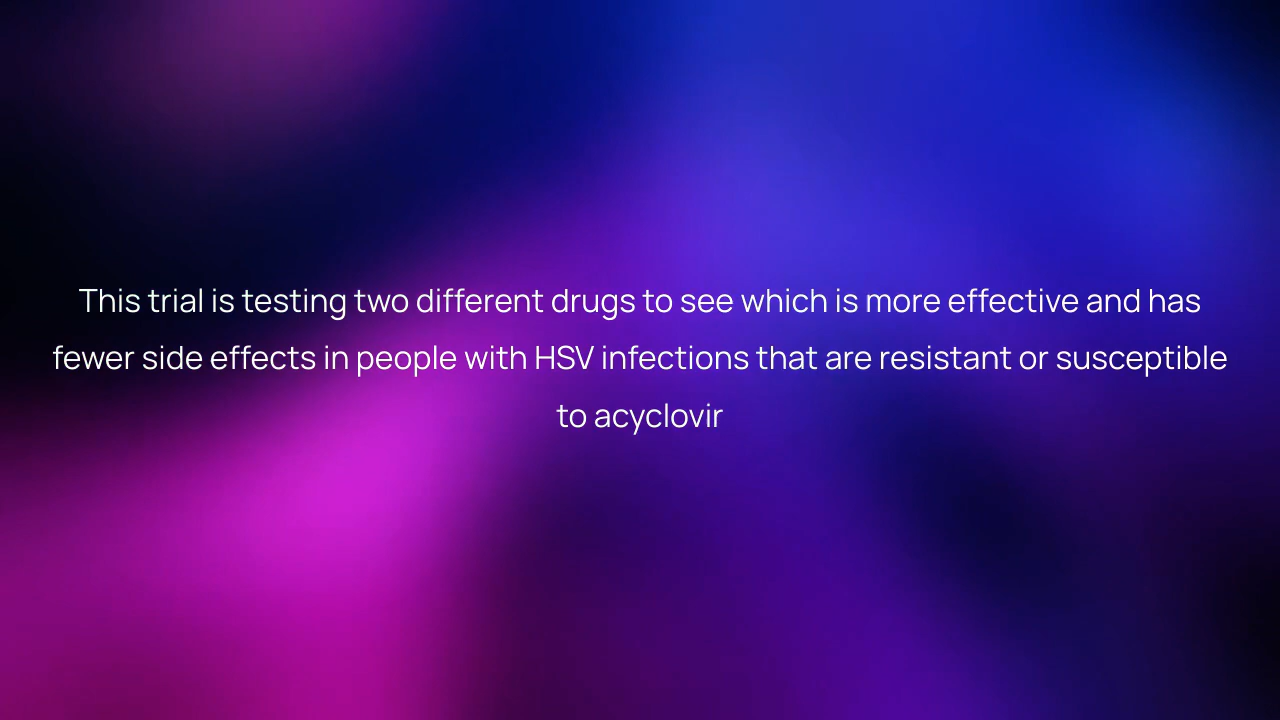 This trial is testing two different drugs to see which is more effective and has
fewer side effects in people with HSV infections that are resistant or susceptible
to acyclovir